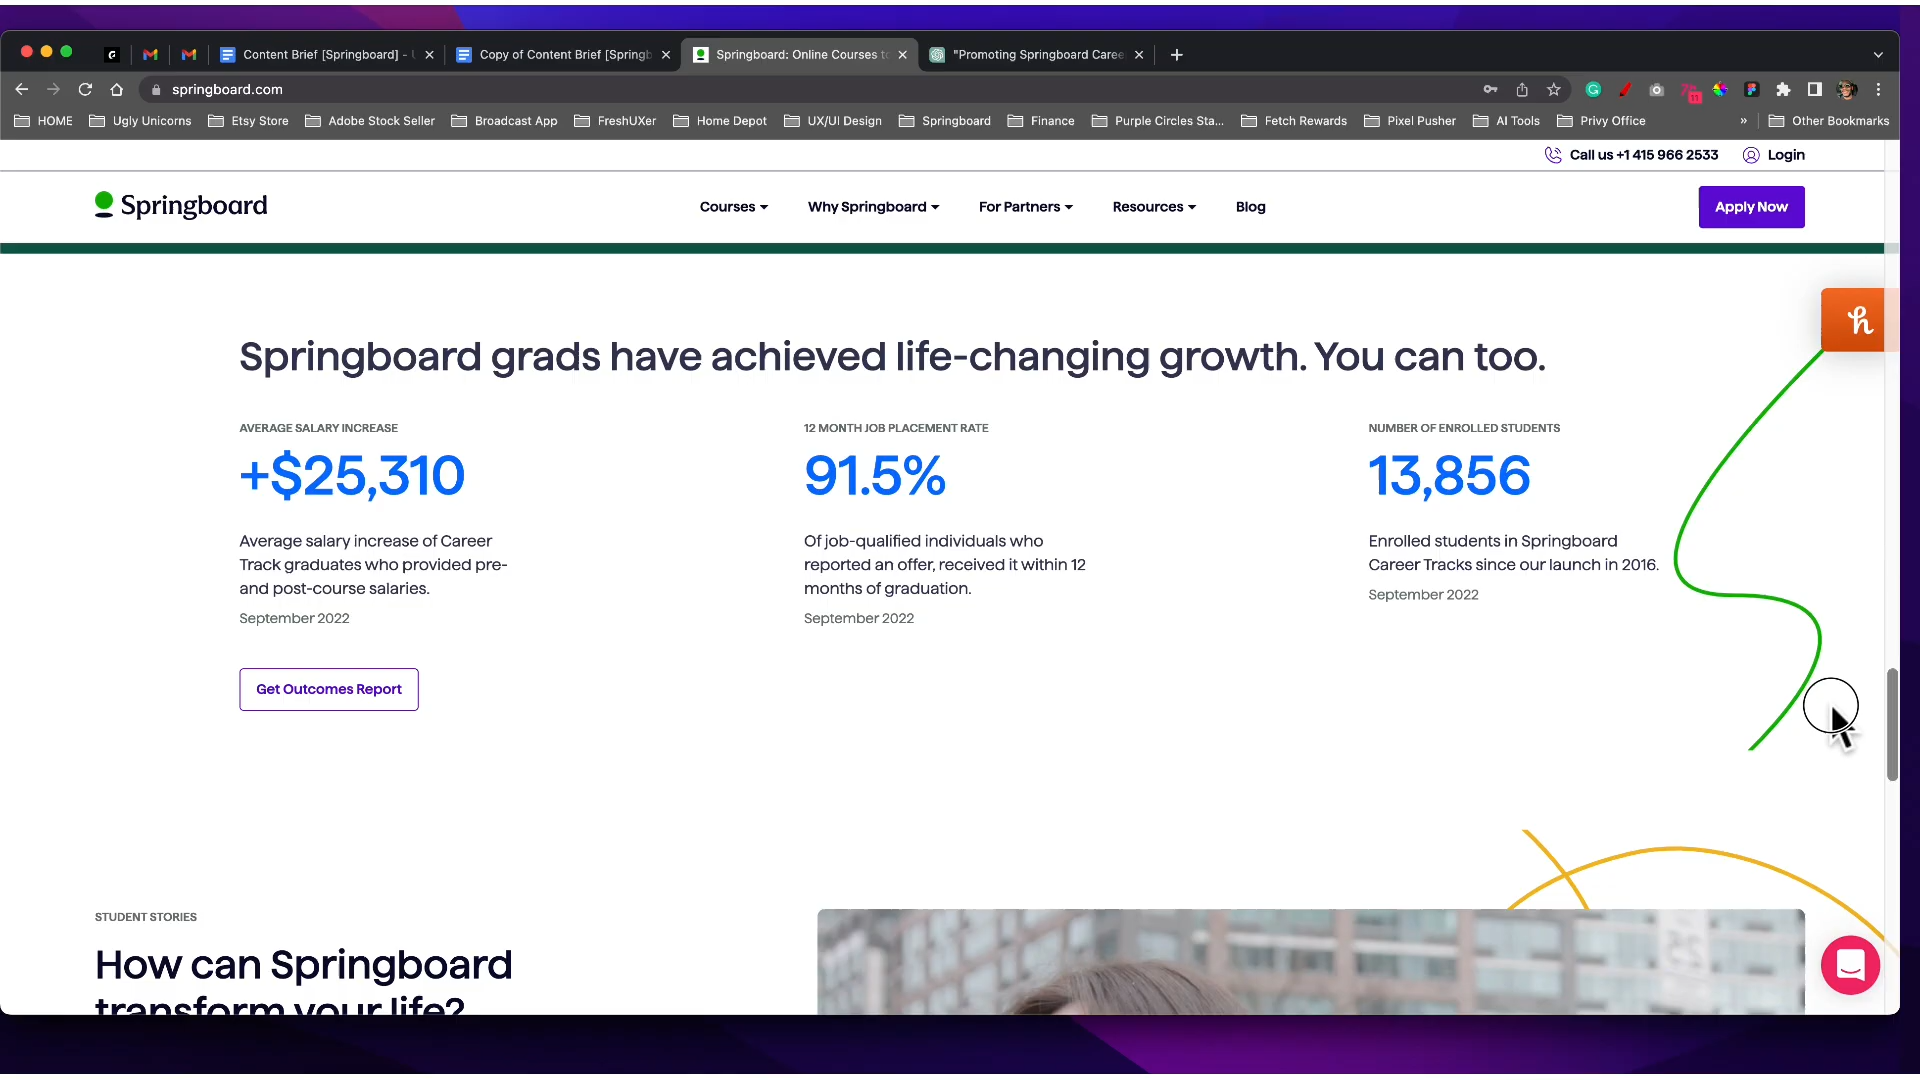 Content Brief [Springboard] -
Copy of Content Brief [Springb
Springboard: Online Courses to
"Promoting Springboard Caree
springboard.com
11
HOME
Ugly Unicorns
Etsy Store
Adobe Stock Seller
Broadcast App
FreshUXer
Home Depot
UX/UI Design
Springboard
Finance
Purple Circles Sta...
Fetch Rewards
Pixel Pusher
AI Tools
Privy Office
»
Other Bookmarks
Call us +1 415 966 2533
Login
Springboard
Courses
Why Springboard
For Partners
Resources
Blog
Apply Now
Springboard grads have achieved life-changing growth. You can too.
AVERAGE SALARY INCREASE
+$25,310
Average salary increase of Career
Track graduates who provided pre-
and post-course salaries.
September 2022
Get Outcomes Report
12 MONTH JOB PLACEMENT RATE
91.5%
Of job-qualified individuals who
reported an offer, received it within 12
months of graduation.
September 2022
NUMBER OF ENROLLED STUDENTS
13,856
Enrolled students in Springboard
Career Tracks since our launch in 2016.
September 2022
STUDENT STORIES
How can Springboard
transform your life?